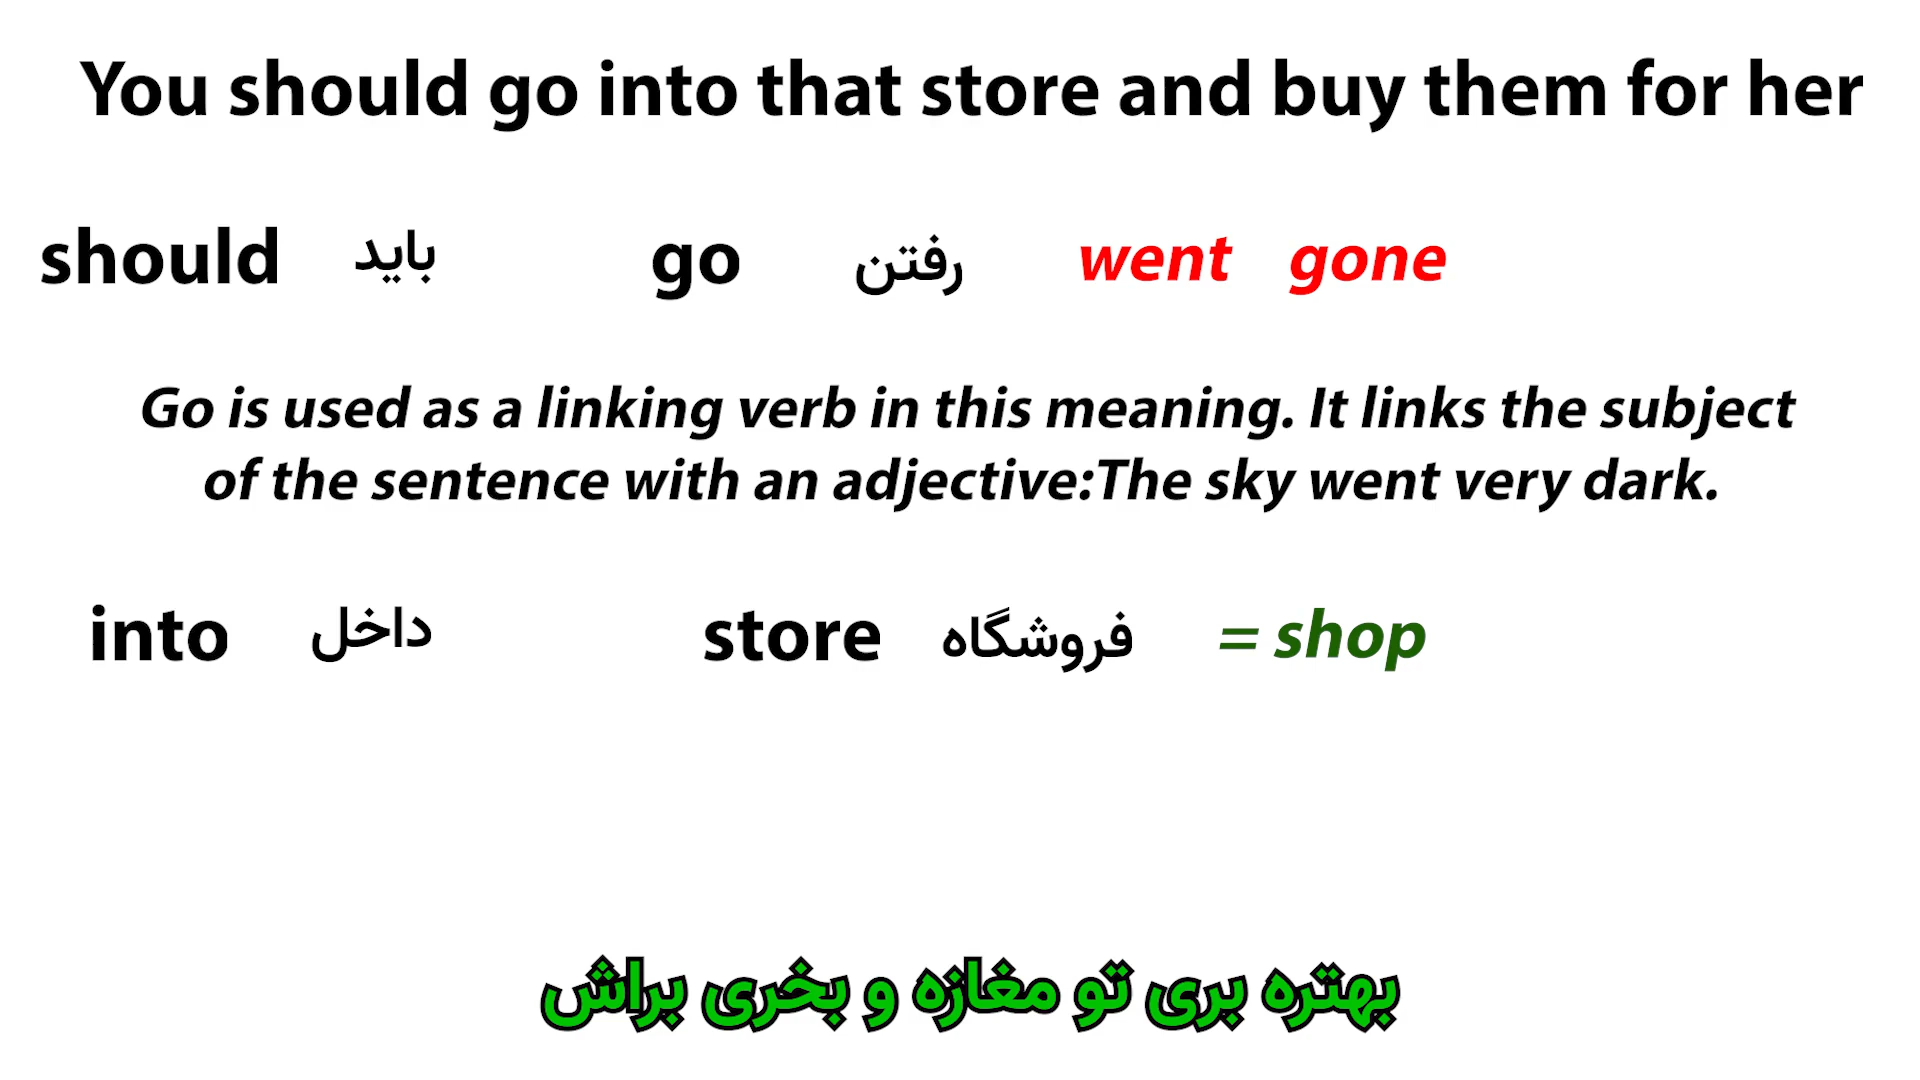 You should go into that store and buy them for her
should باید go رفتن went gone
Go is used as a linking verb in this meaning. It links the subject
of the sentence with an adjective:The sky went very dark.
into داخل store فروشگاه = shop
بهتره بری تو مغازه و بخری براش